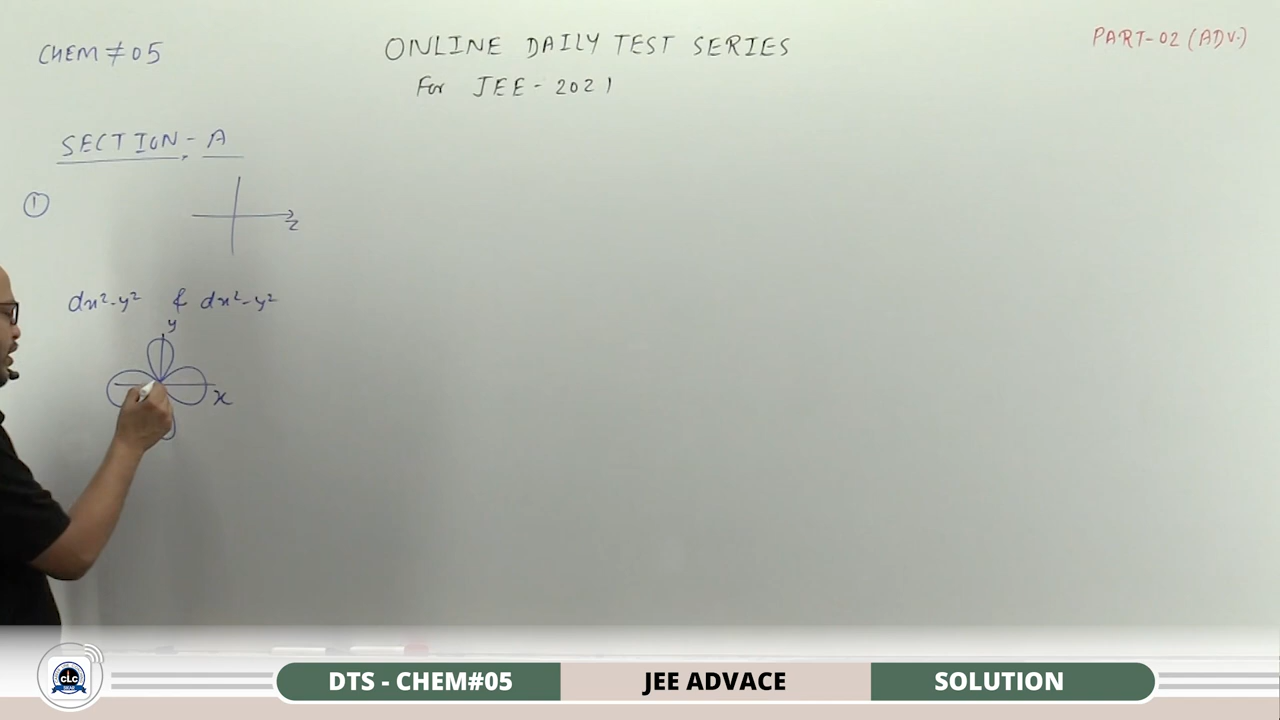 CHEM # 05
ONLINE DAILY TEST SERIES
PART-02 (ADV.)
For JEE - 2021
SECTION - A
①
z
dx²-y² & dx²-y²
y
x
CLC
DTS - CHEM#05
JEE ADVACE
SOLUTION